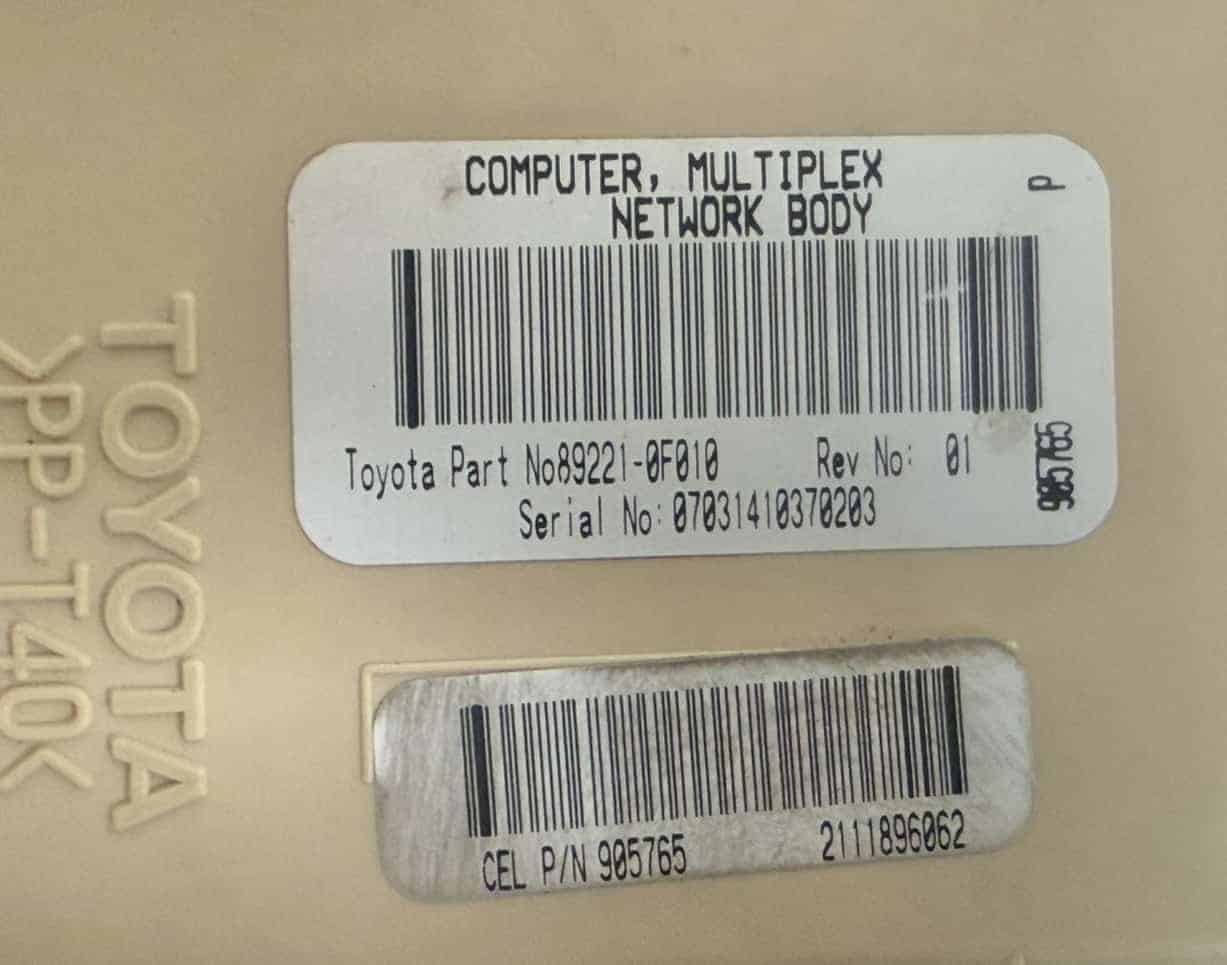 COMPUTER, MULTIPLEX
NETWORK BODY
P
Toyota Part No89221-0F010 Rev No: 01
Serial No:07031410370203
CEL P/N 905765 2111896062
TOYOTA
>PP-T40<